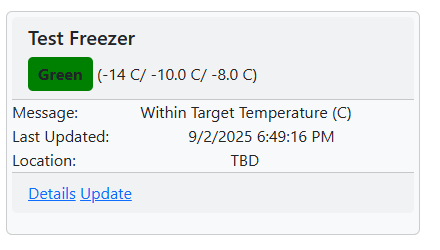 Test Freezer
Green (-14 C/ -10.0 C/ -8.0 C)
Message: Within Target Temperature (C)
Last Updated: 9/2/2025 6:49:16 PM
Location: TBD
Details Update